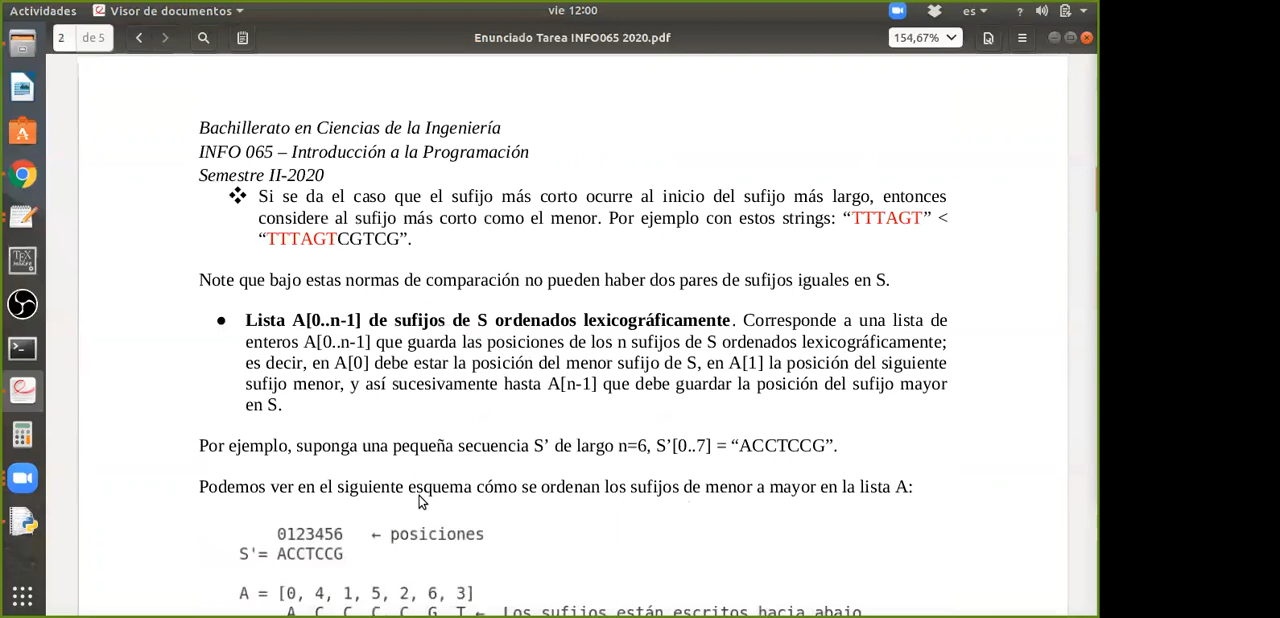 Actividades Visor de documentos vie 12:00 es ?
2 de 5 Enunciado Tarea INFO065 2020.pdf 154,67%
Bachillerato en Ciencias de la Ingeniería
INFO 065 – Introducción a la Programación
Semestre II-2020
❖ Si se da el caso que el sufijo más corto ocurre al inicio del sufijo más largo, entonces
considere al sufijo más corto como el menor. Por ejemplo con estos strings: “TTTAGT” <
“TTTAGTCGTCG”.
Note que bajo estas normas de comparación no pueden haber dos pares de sufijos iguales en S.
● Lista A[0..n-1] de sufijos de S ordenados lexicográficamente. Corresponde a una lista de
enteros A[0..n-1] que guarda las posiciones de los n sufijos de S ordenados lexicográficamente;
es decir, en A[0] debe estar la posición del menor sufijo de S, en A[1] la posición del siguiente
sufijo menor, y así sucesivamente hasta A[n-1] que debe guardar la posición del sufijo mayor
en S.
Por ejemplo, suponga una pequeña secuencia S’ de largo n=6, S’[0..7] = “ACCTCCG”.
Podemos ver en el siguiente esquema cómo se ordenan los sufijos de menor a mayor en la lista A:
0123456 ← posiciones
S'= ACCTCCG
A = [0, 4, 1, 5, 2, 6, 3]
A C C C C G T ← Los sufijos están escritos hacia abajo